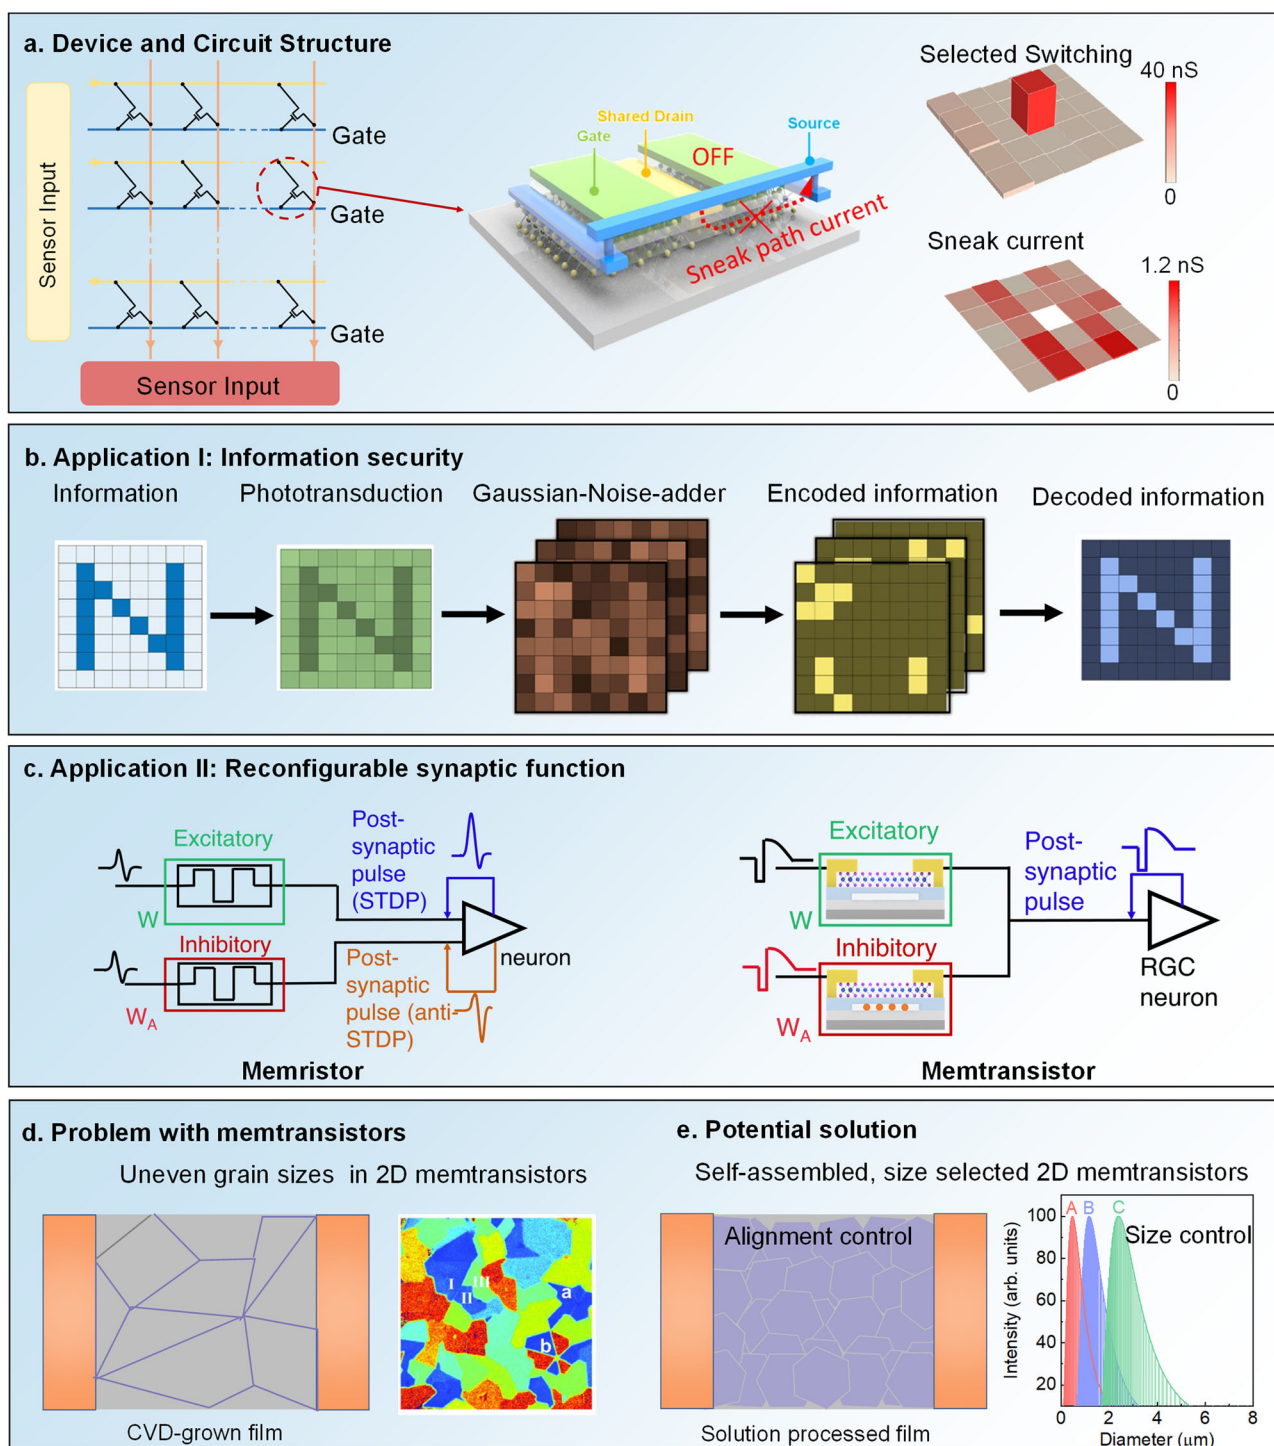 a. Device and Circuit Structure
Sensor Input
Gate
Gate
Gate
Sensor Input
Shared Drain
Gate
Source
OFF
Sneak path current
Selected Switching
40 nS
0
Sneak current
1.2 nS
0
b. Application I: Information security
Information
Phototransduction
Gaussian-Noise-adder
Encoded information
Decoded information
c. Application II: Reconfigurable synaptic function
Excitatory
W
Inhibitory
W_A
Post-
synaptic
pulse
(STDP)
Post-
synaptic
pulse (anti-
STDP)
neuron
Memristor
Excitatory
W
Inhibitory
W_A
Post-
synaptic
pulse
RGC
neuron
Memtransistor
d. Problem with memtransistors
Uneven grain sizes in 2D memtransistors
I
II
III
a
b
CVD-grown film
e. Potential solution
Self-assembled, size selected 2D memtransistors
Alignment control
Solution processed film
A B C
Size control
Intensity (arb. units)
100
80
60
40
20
0 2 4 6 8
Diameter (μm)